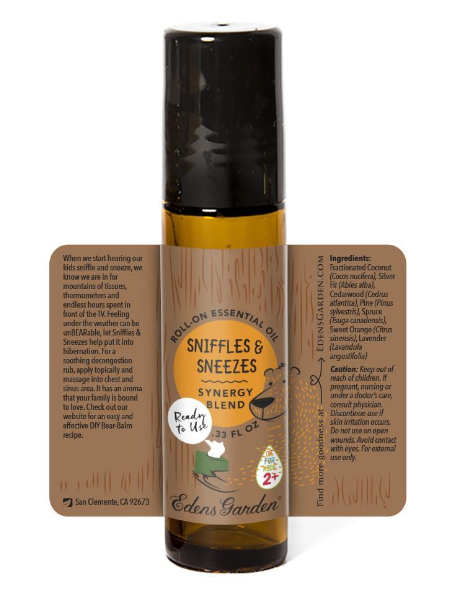 When we start hearing our
kids sniffle and sneeze, we
know we are in for
mountains of tissues,
thermometers and
endless hours spent in
front of the TV. Feeling
under the weather can be
unBEARable, let Sniffles &
Sneezes help put it into
hibernation. For a
soothing decongestion
rub, apply topically and
massage into chest and
sinus area. It has an aroma
that your family is bound
to love. Check out our
website for an easy and
effective DIY Bear-Balm
recipe.
San Clemente, CA 92673
ROLL-ON ESSENTIAL OIL
SNIFFLES &
SNEEZES
SYNERGY
BLEND
.33 FL OZ
Ready
to Use
OK
FOR
KIDS
2+
Edens Garden™
Find more goodness at EDENSGARDEN.COM
Ingredients:
Fractionated Coconut
(Cocos nucifera), Silver
Fir (Abies alba),
Cedarwood (Cedrus
atlantica), Pine (Pinus
sylvestris), Spruce
(Tsuga canadensis),
Sweet Orange (Citrus
sinensis), Lavender
(Lavandula
angustifolia)
Caution: Keep out of
reach of children. If
pregnant, nursing or
under a doctor's care,
consult physician.
Discontinue use if
skin irritation occurs.
Do not use on open
wounds. Avoid contact
with eyes. For external
use only.